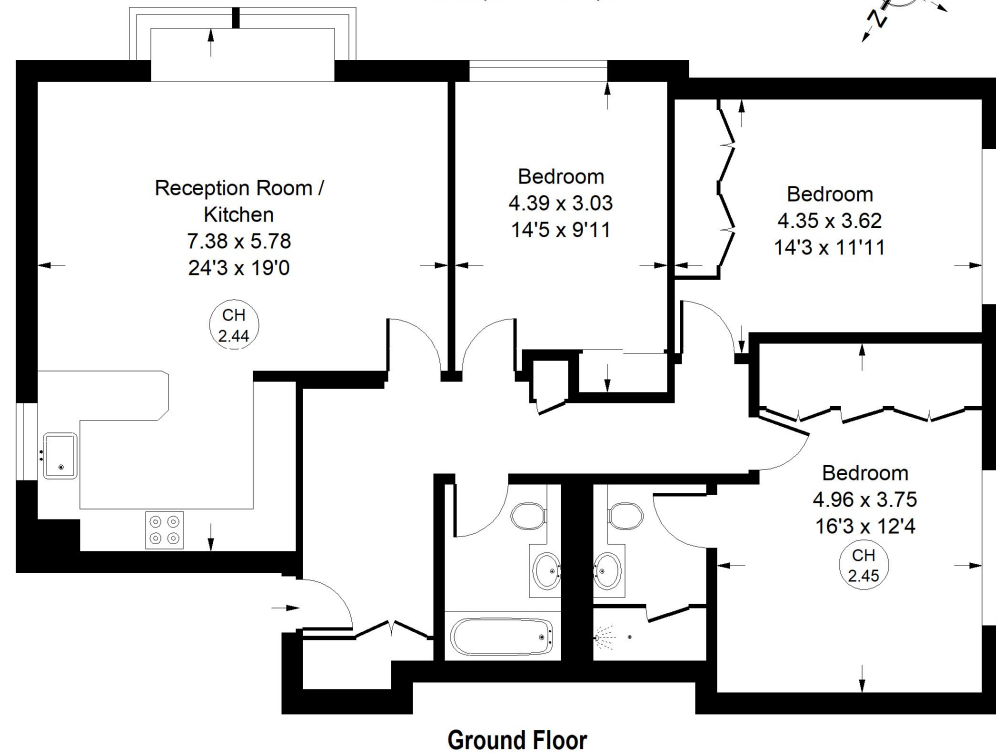 N
Reception Room /
Kitchen
7.38 x 5.78
24'3 x 19'0
CH
2.44
Bedroom
4.39 x 3.03
14'5 x 9'11
Bedroom
4.35 x 3.62
14'3 x 11'11
Bedroom
4.96 x 3.75
16'3 x 12'4
CH
2.45
Ground Floor